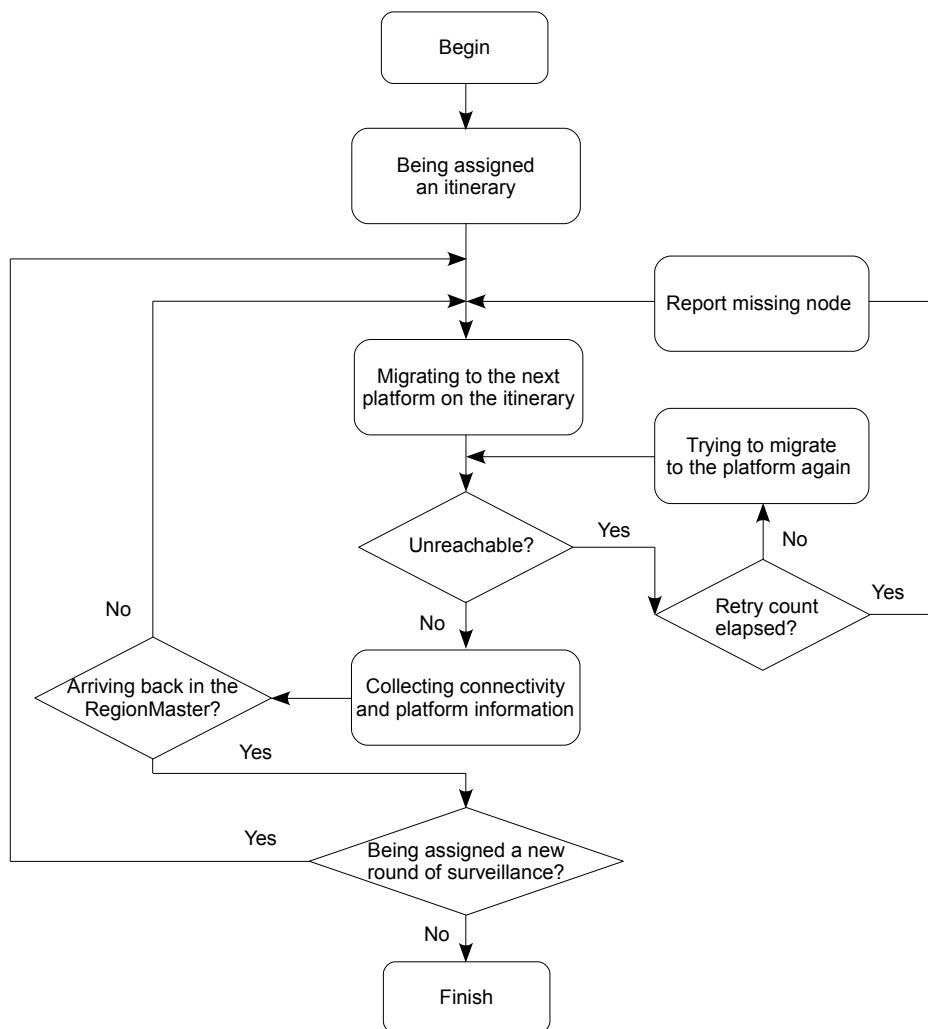 Begin
Being assigned
an itinerary
Report missing node
Migrating to the next
platform on the itinerary
Trying to migrate
to the platform again
Unreachable?
Yes
No
Retry count
elapsed?
Yes
No
No
Arriving back in the
RegionMaster?
Collecting connectivity
and platform information
Yes
Yes
Being assigned a new
round of surveillance?
No
Finish